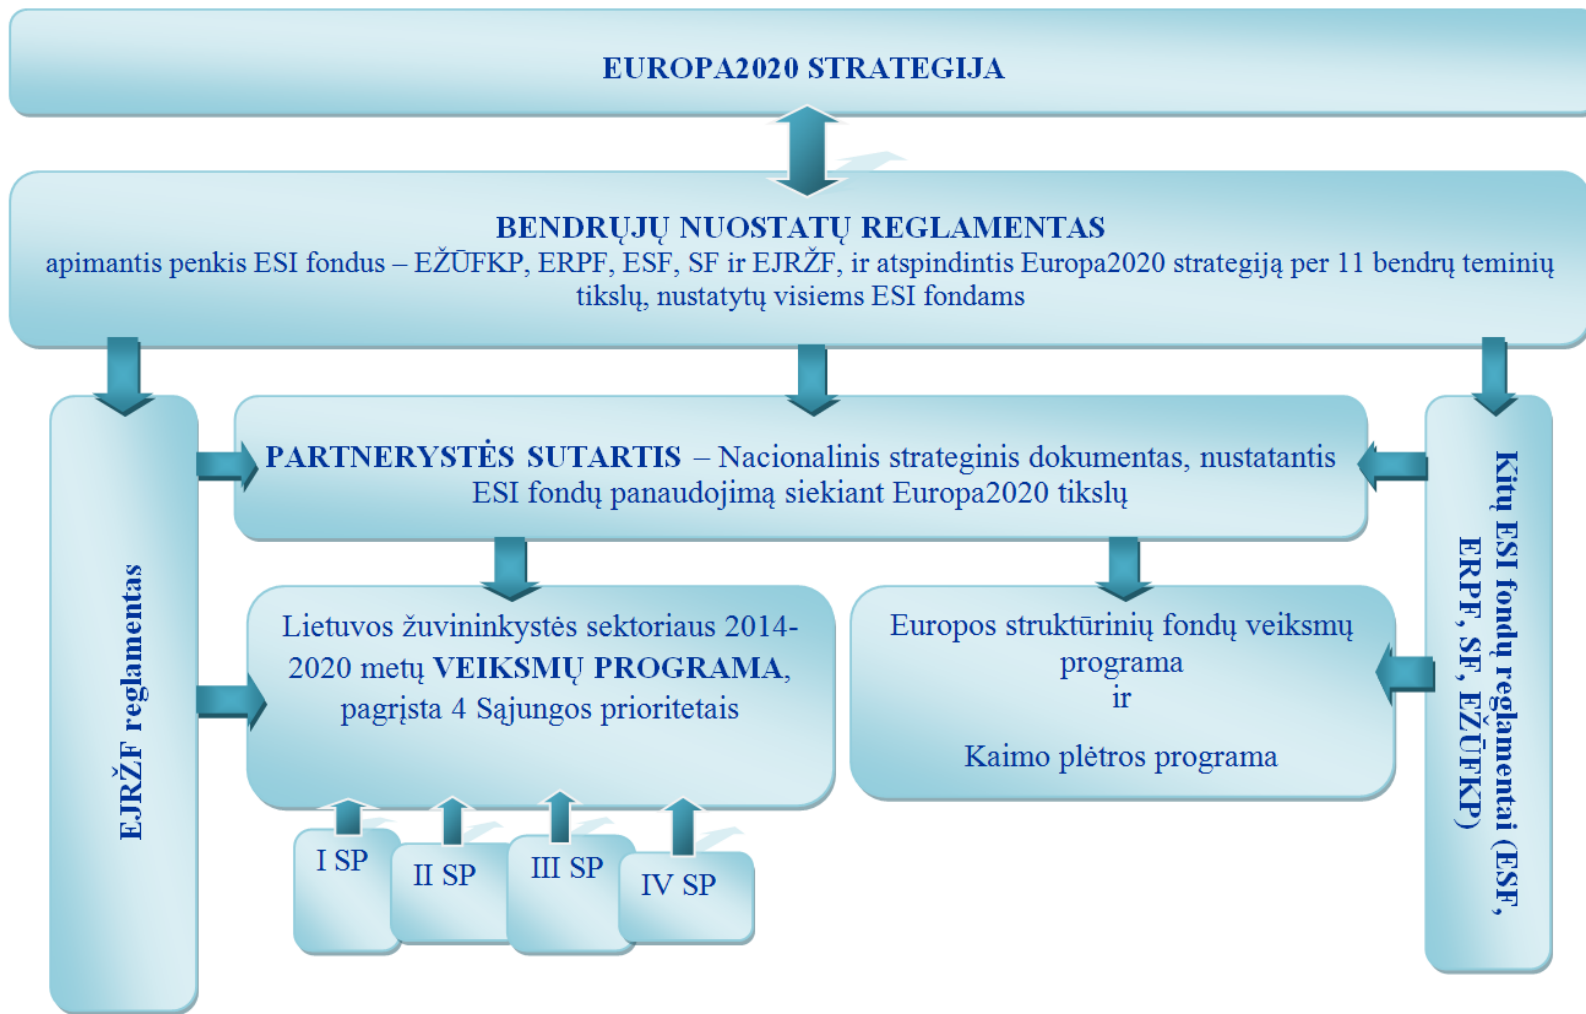 EUROPA2020 STRATEGIJA
BENDRŲJŲ NUOSTATŲ REGLAMENTAS
apimantis penkis ESI fondus – EŽŪFKP, ERPF, ESF, SF ir EJRŽF, ir atspindintis Europa2020 strategiją per 11 bendrų teminių
tikslų, nustatytų visiems ESI fondams
EJRŽF reglamentas
PARTNERYSTĖS SUTARTIS – Nacionalinis strateginis dokumentas, nustatantis
ESI fondų panaudojimą siekiant Europa2020 tikslų
Lietuvos žuvininkystės sektoriaus 2014-
2020 metų VEIKSMŲ PROGRAMA,
pagrįsta 4 Sąjungos prioritetais
I SP
II SP
III SP
IV SP
Europos struktūrinių fondų veiksmų
programa
ir
Kaimo plėtros programa
Kitų ESI fondų reglamentai (ESF,
ERPF, SF, EŽŪFKP)